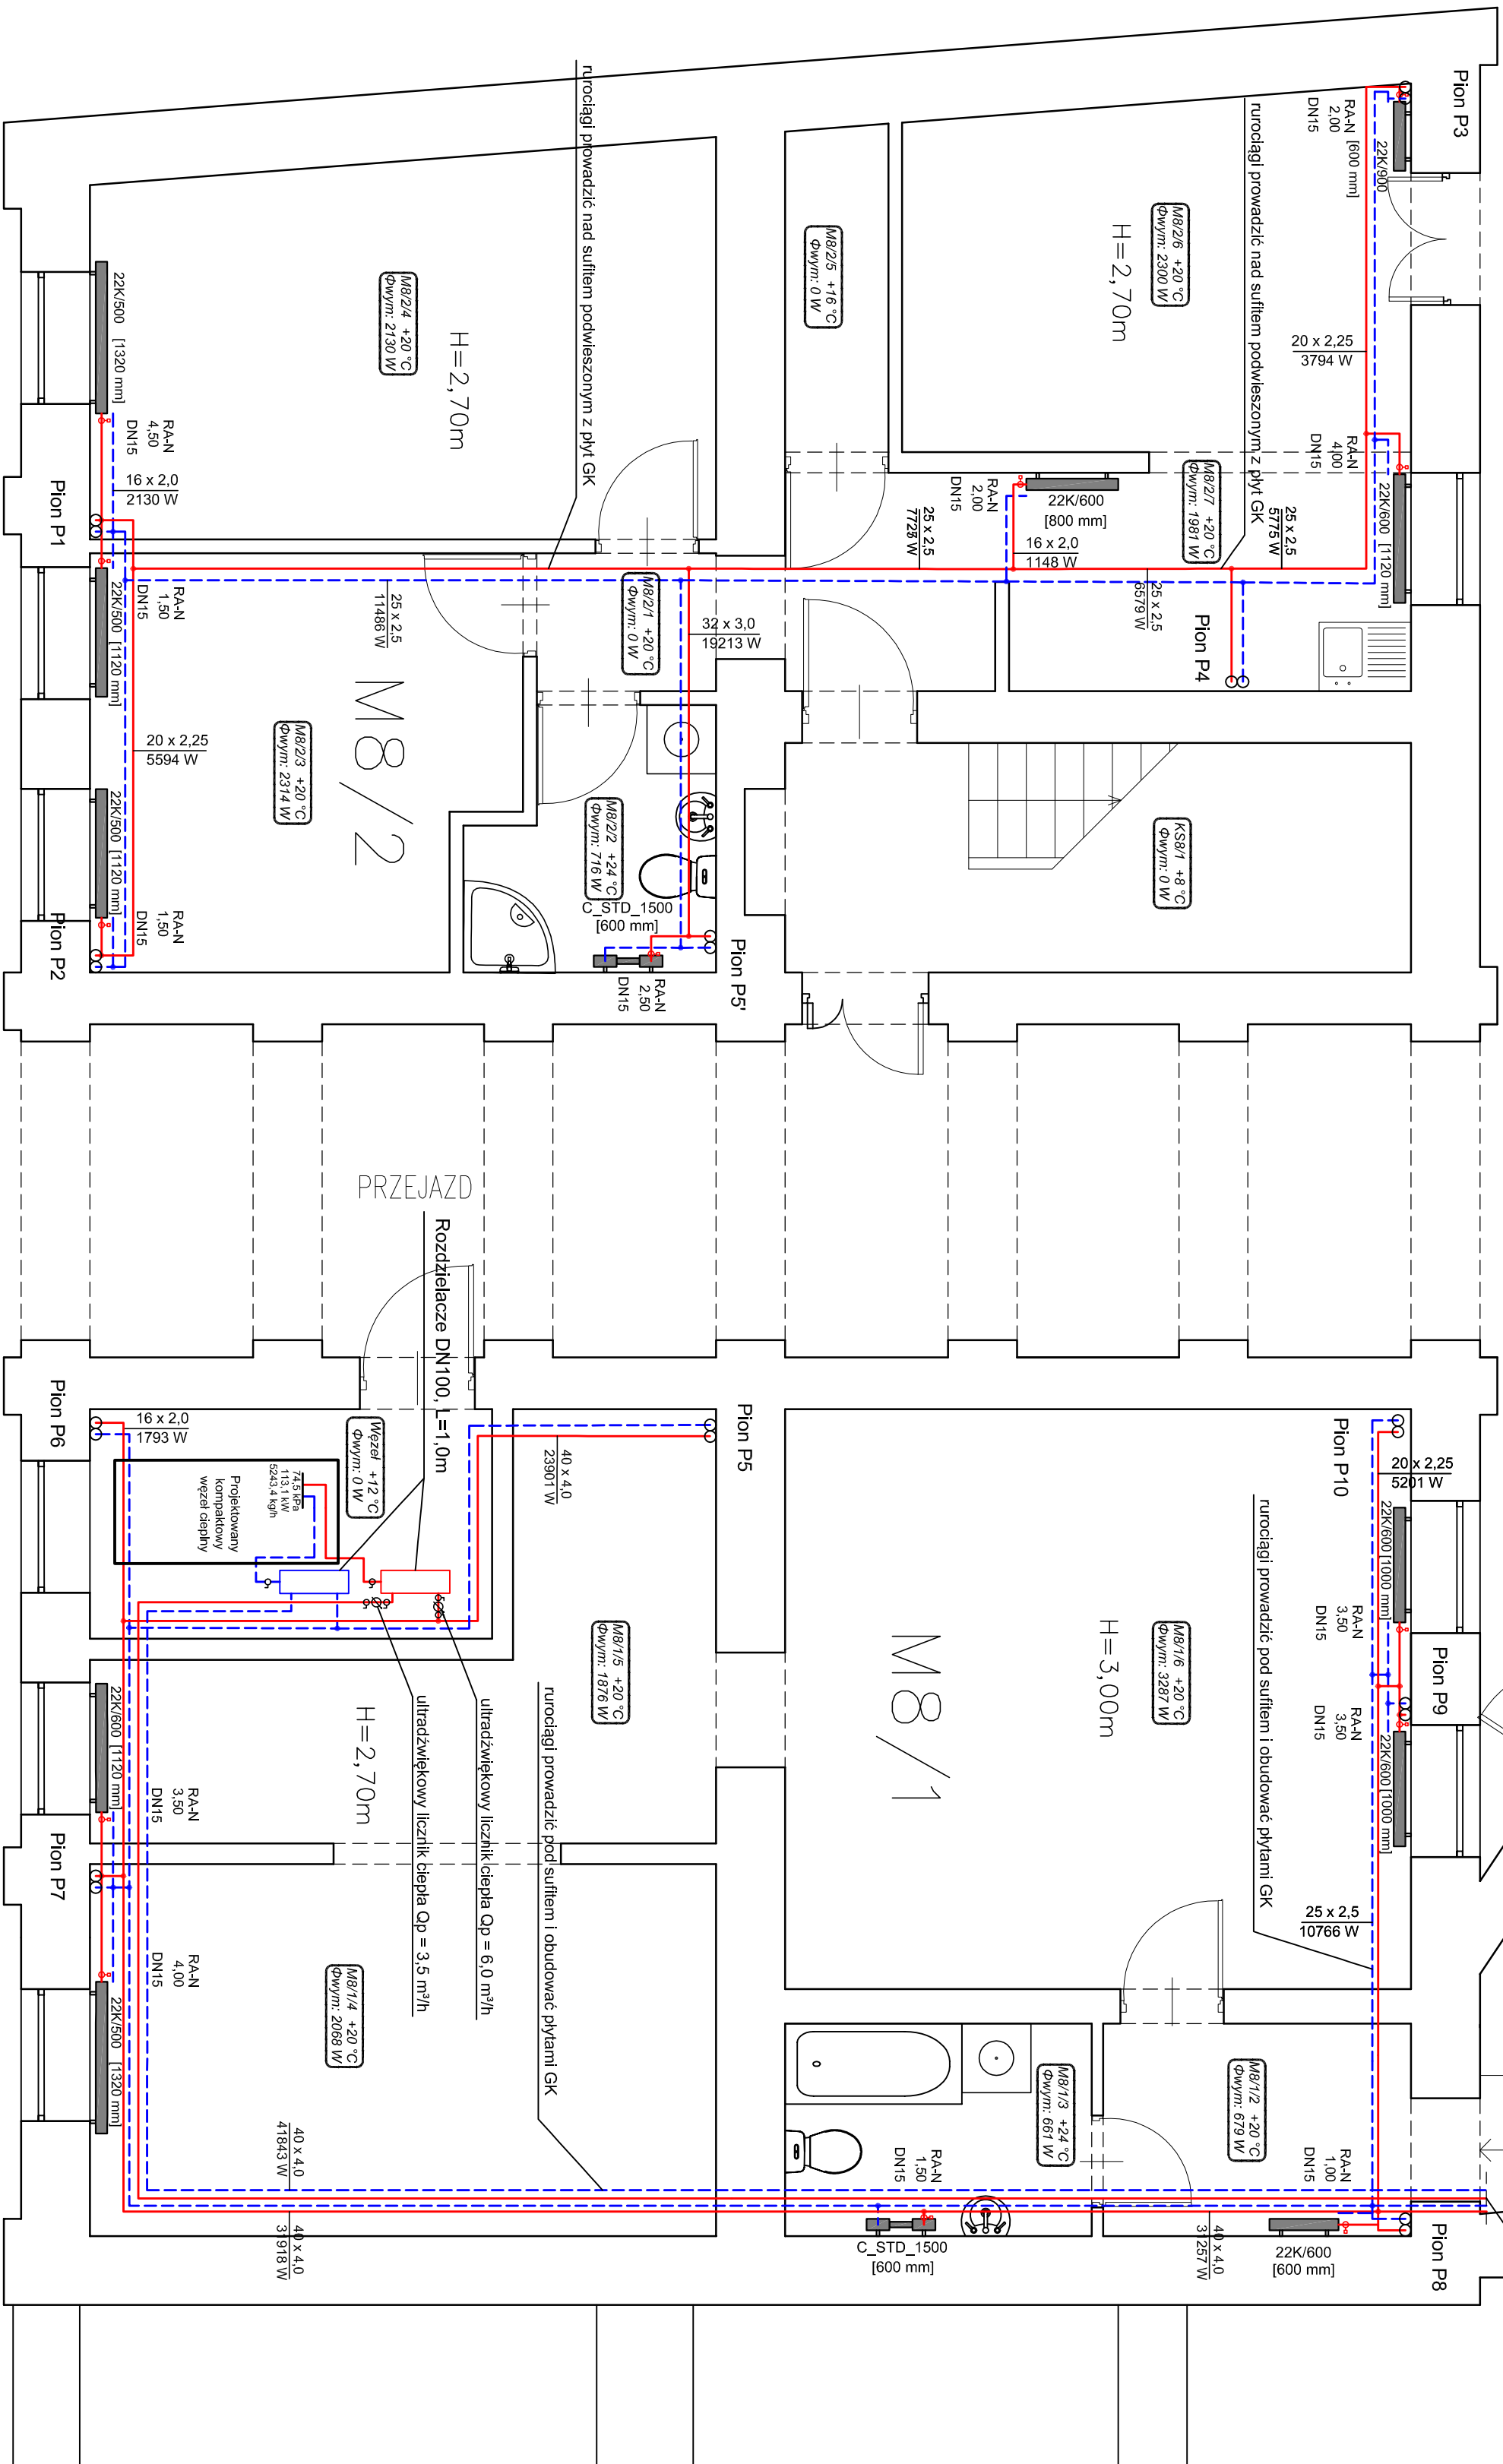 Pion P3
RA-N
2,00
DN15
[600 mm]
22K/900
rurociągi prowadzić nad sufitem podwieszonym z płyt GK
M8/2/6 +20 °C
Φwym: 2300 W
H=2,70m
20 x 2,25
3794 W
RA-N
4,00
DN15
22K/600 [1120 mm]
M8/2/7 +20 °C
Φwym: 1981 W
25 x 2,5
5775 W
25 x 2,5
6579 W
Pion P4
M8/2/5 +16 °C
Φwym: 0 W
RA-N
2,00
DN15
22K/600
[800 mm]
16 x 2,0
1148 W
25 x 2,5
rurociągi prowadzić nad sufitem podwieszonym z płyt GK
M8/2/4 +20 °C
Φwym: 2130 W
H=2,70m
22K/500 [1320 mm]
RA-N
4,50
DN15
16 x 2,0
2130 W
Pion P1
RA-N
1,50
DN15
22K/500 [1120 mm]
25 x 2,5
11486 W
M8/2/1 +20 °C
Φwym: 0 W
32 x 3,0
19213 W
M8/2
20 x 2,25
5594 W
M8/2/3 +20 °C
Φwym: 2314 W
22K/500 [1120 mm]
RA-N
1,50
DN15
Pion P2
M8/2/2 +24 °C
Φwym: 716 W
C_STD_1500
[600 mm]
RA-N
2,50
DN15
Pion P5'
KS8/1 +8 °C
Φwym: 0 W
PRZEJAZD
Rozdzielacze DN100, L=1,0m
Pion P6
16 x 2,0
1793 W
Węzeł +12 °C
Φwym: 0 W
74,5 kPa
113,1 kW
5243,4 kg/h
Projektowany
kompaktowy
węzeł cieplny
40 x 4,0
23901 W
Pion P5
Pion P10
20 x 2,25
5201 W
22K/600 [1000 mm]
rurociągi prowadzić pod sufitem i obudować płytami GK
RA-N
3,50
DN15
Pion P9
RA-N
3,50
DN15
22K/600 [1000 mm]
M8/1/6 +20 °C
Φwym: 3287 W
H=3,00m
M8/1
M8/1/5 +20 °C
Φwym: 1876 W
rurociągi prowadzić pod sufitem i obudować płytami GK
ultradźwiękowy licznik ciepła Qp = 6,0 m³/h
ultradźwiękowy licznik ciepła Qp = 3,5 m³/h
H=2,70m
22K/600 [1120 mm]
RA-N
3,50
DN15
Pion P7
RA-N
4,00
DN15
22K/500 [1320 mm]
M8/1/4 +20 °C
Φwym: 2068 W
40 x 4,0
41843 W
40 x 4,0
31918 W
25 x 2,5
10766 W
M8/1/3 +24 °C
Φwym: 661 W
M8/1/2 +20 °C
Φwym: 679 W
RA-N
1,50
DN15
RA-N
1,00
DN15
C_STD_1500
[600 mm]
40 x 4,0
31257 W
22K/600
[600 mm]
Pion P8